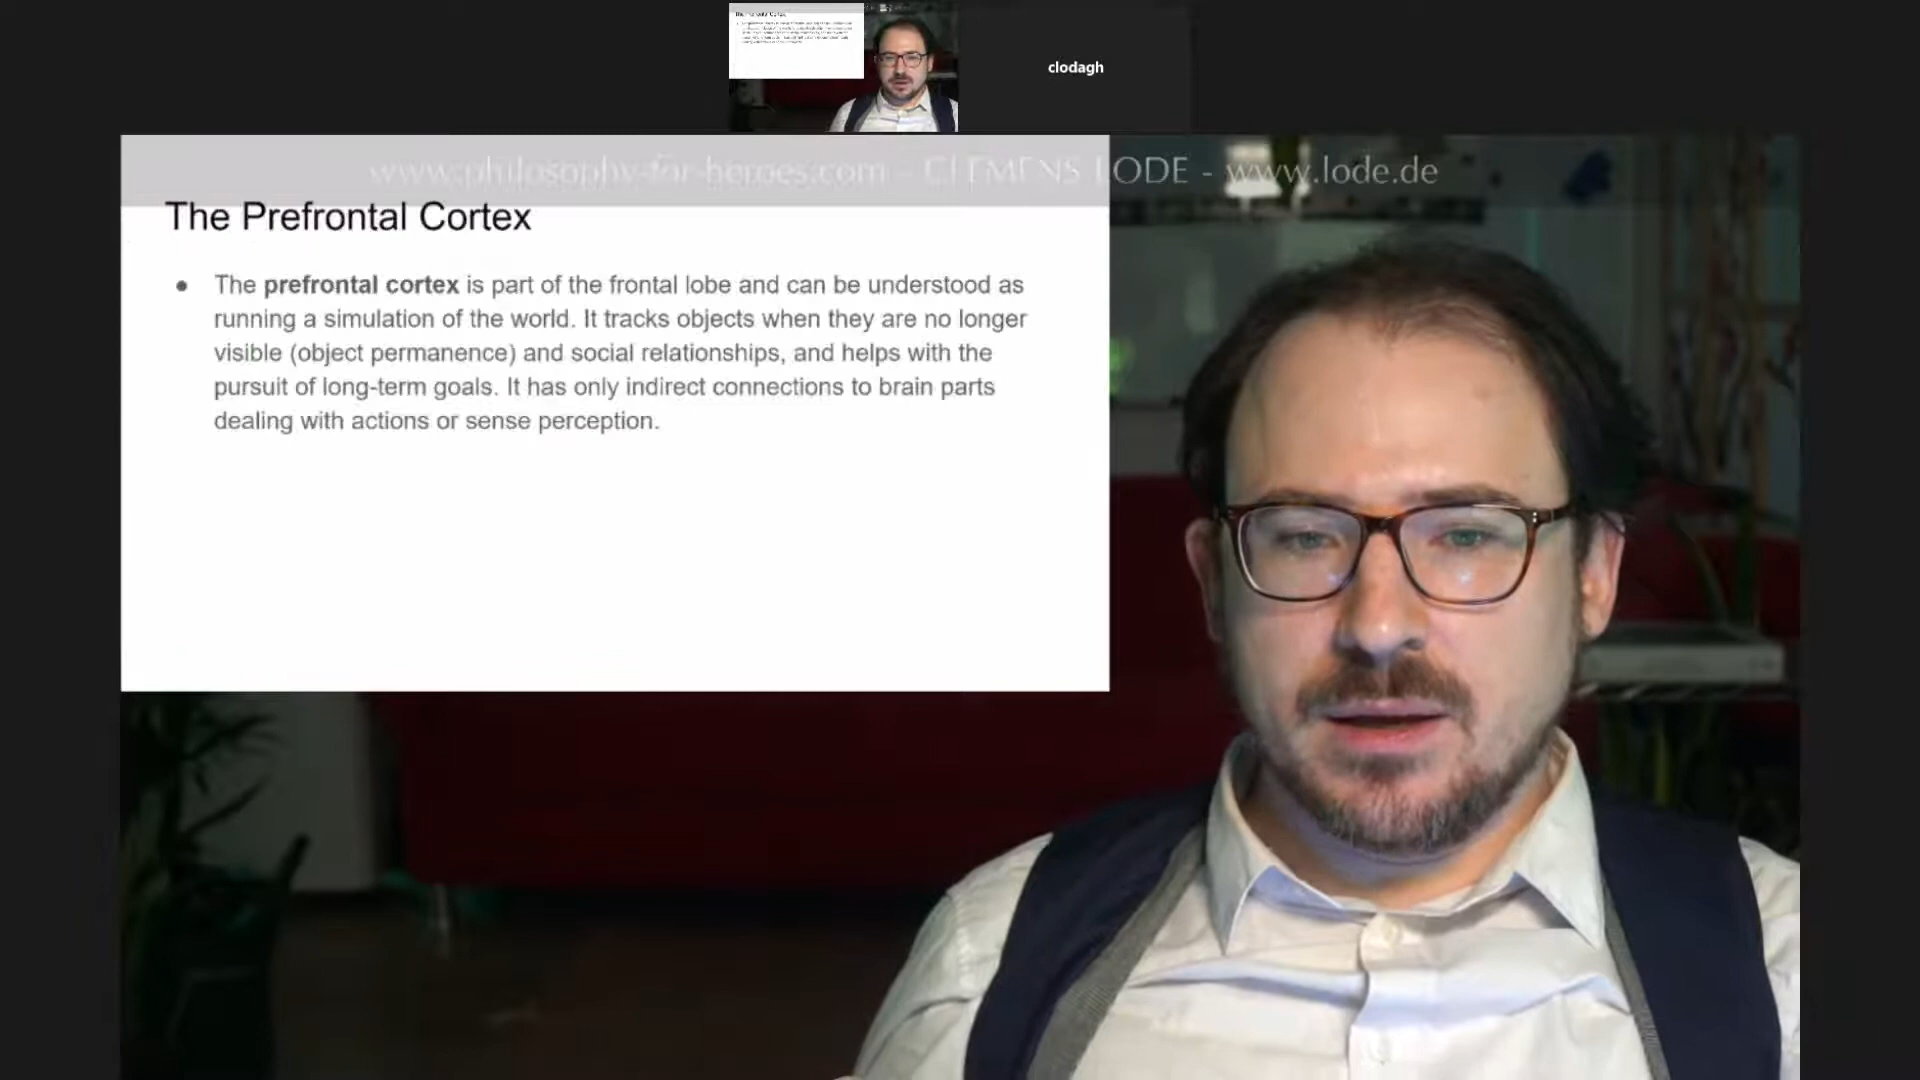 clodagh
www.philosophy-for-heroes.com - CLEMENS LODE - www.lode.de
The Prefrontal Cortex
● The prefrontal cortex is part of the frontal lobe and can be understood as
running a simulation of the world. It tracks objects when they are no longer
visible (object permanence) and social relationships, and helps with the
pursuit of long-term goals. It has only indirect connections to brain parts
dealing with actions or sense perception.